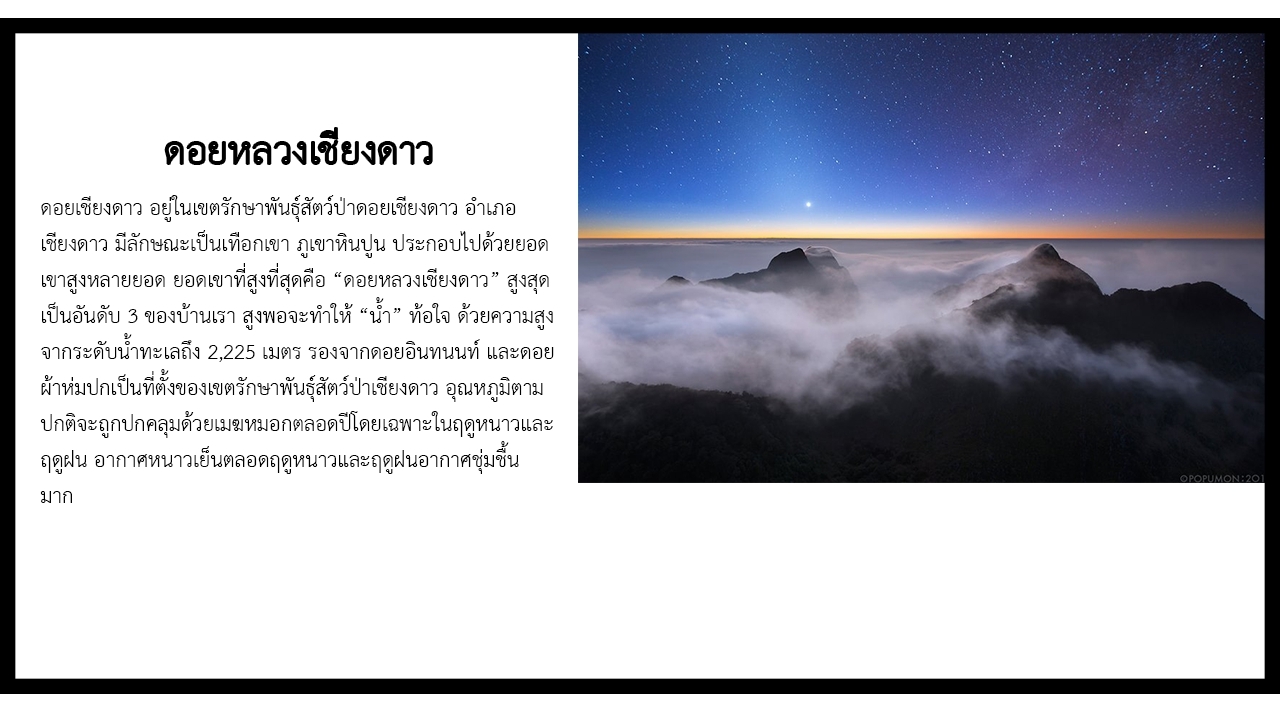 ดอยหลวงเชียงดาว
ดอยเชียงดาว อยู่ในเขตรักษาพันธุ์สัตว์ป่าดอยเชียงดาว อำเภอ
เชียงดาว มีลักษณะเป็นเทือกเขา ภูเขาหินปูน ประกอบไปด้วยยอด
เขาสูงหลายยอด ยอดเขาที่สูงที่สุดคือ “ดอยหลวงเชียงดาว” สูงสุด
เป็นอันดับ 3 ของบ้านเรา สูงพอจะทำให้ “น้ำ” ท้อใจ ด้วยความสูง
จากระดับน้ำทะเลถึง 2,225 เมตร รองจากดอยอินทนนท์ และดอย
ผ้าห่มปกเป็นที่ตั้งของเขตรักษาพันธุ์สัตว์ป่าเชียงดาว อุณหภูมิตาม
ปกติจะถูกปกคลุมด้วยเมฆหมอกตลอดปีโดยเฉพาะในฤดูหนาวและ
ฤดูฝน อากาศหนาวเย็นตลอดฤดูหนาวและฤดูฝนอากาศชุ่มชื้น
มาก
©POPUMON:201